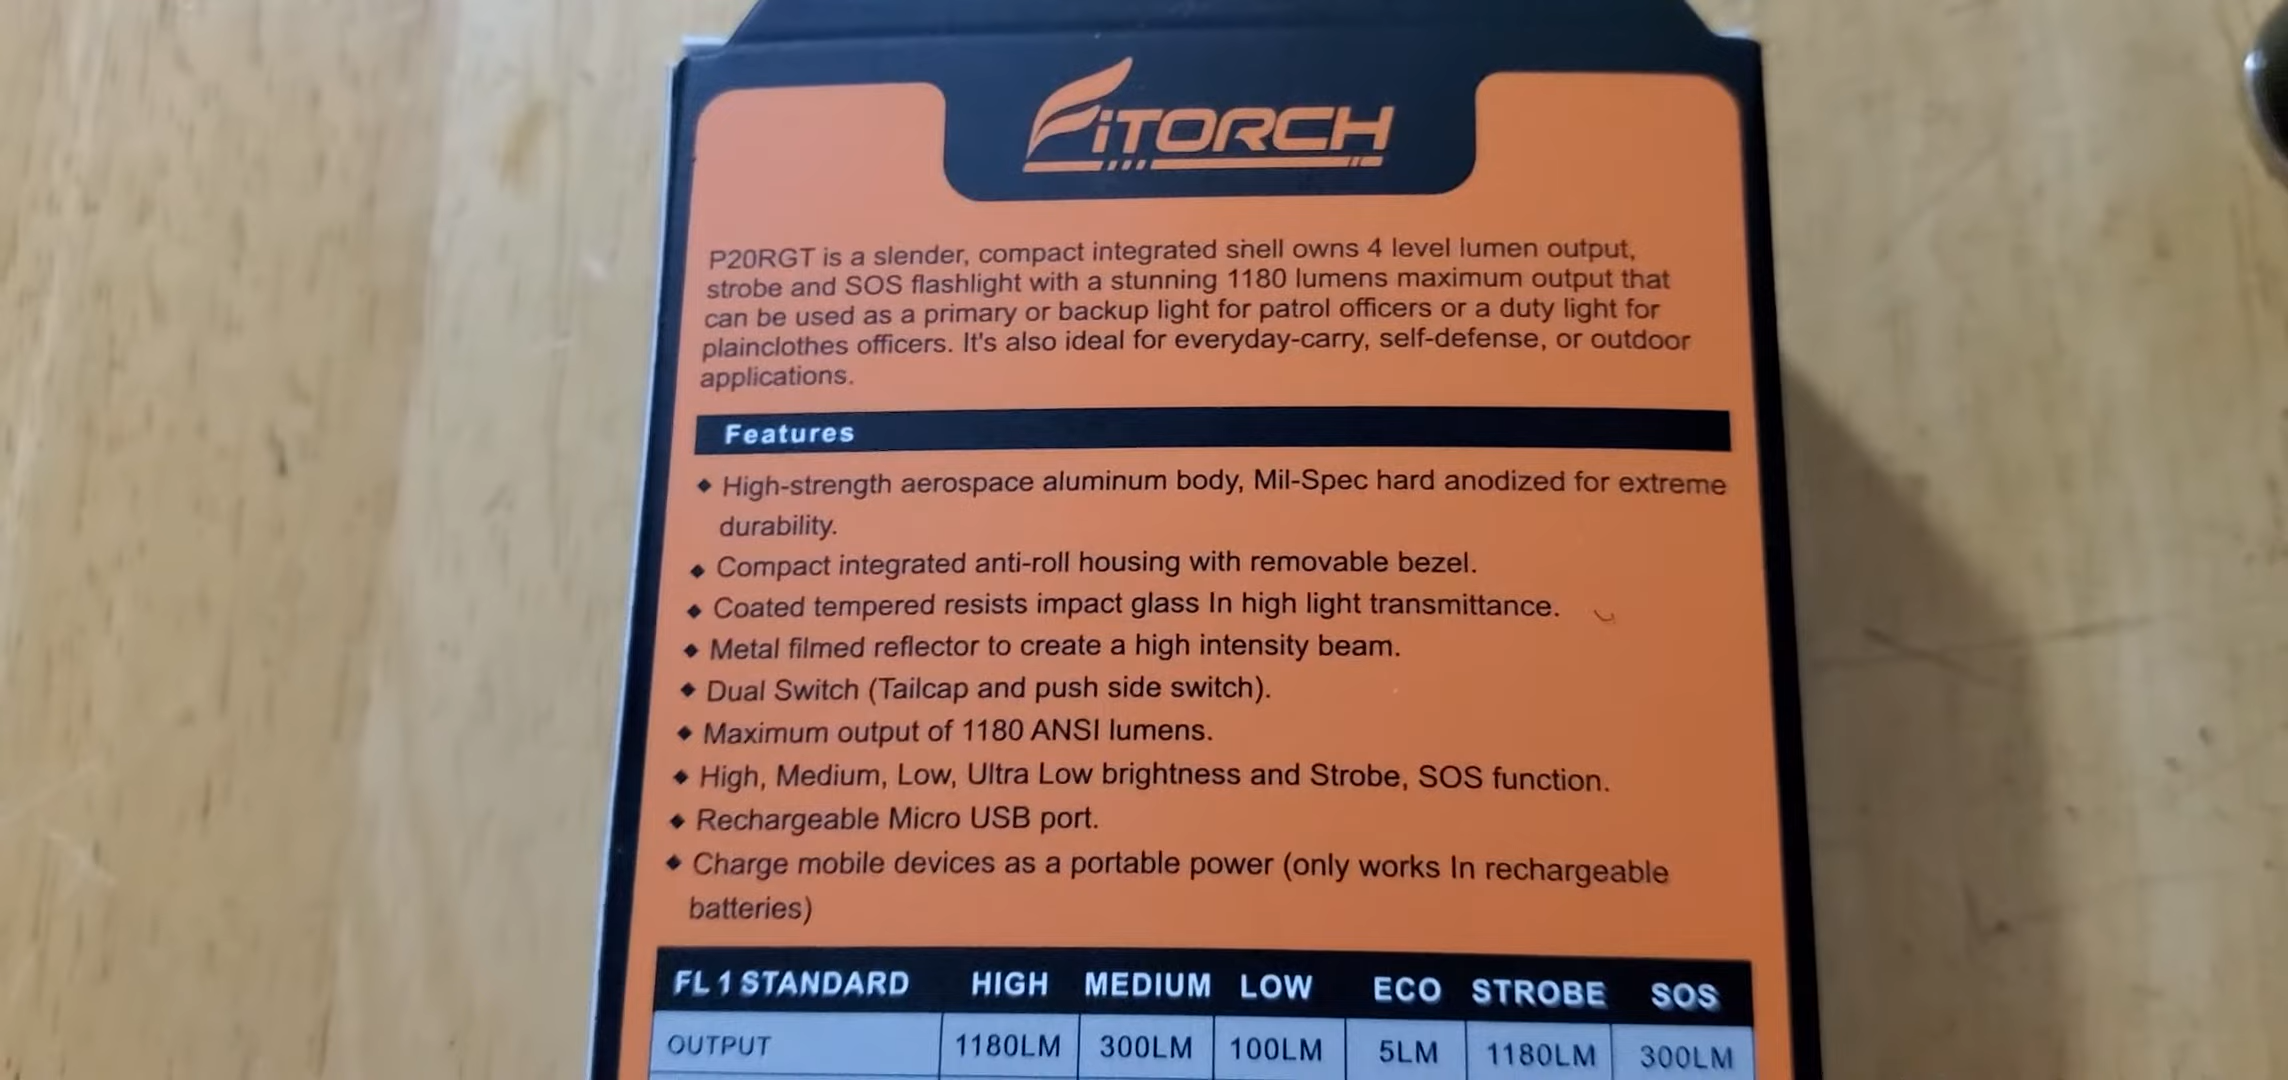 FiTORCH
P20RGT is a slender, compact integrated shell owns 4 level lumen output,
strobe and SOS flashlight with a stunning 1180 lumens maximum output that
can be used as a primary or backup light for patrol officers or a duty light for
plainclothes officers. It's also ideal for everyday-carry, self-defense, or outdoor
applications.
Features
◆ High-strength aerospace aluminum body, Mil-Spec hard anodized for extreme
durability.
◆ Compact integrated anti-roll housing with removable bezel.
◆ Coated tempered resists impact glass In high light transmittance.
◆ Metal filmed reflector to create a high intensity beam.
◆ Dual Switch (Tailcap and push side switch).
◆ Maximum output of 1180 ANSI lumens.
◆ High, Medium, Low, Ultra Low brightness and Strobe, SOS function.
◆ Rechargeable Micro USB port.
◆ Charge mobile devices as a portable power (only works In rechargeable
batteries)
FL 1 STANDARD HIGH MEDIUM LOW ECO STROBE SOS
OUTPUT 1180LM 300LM 100LM 5LM 1180LM 300LM